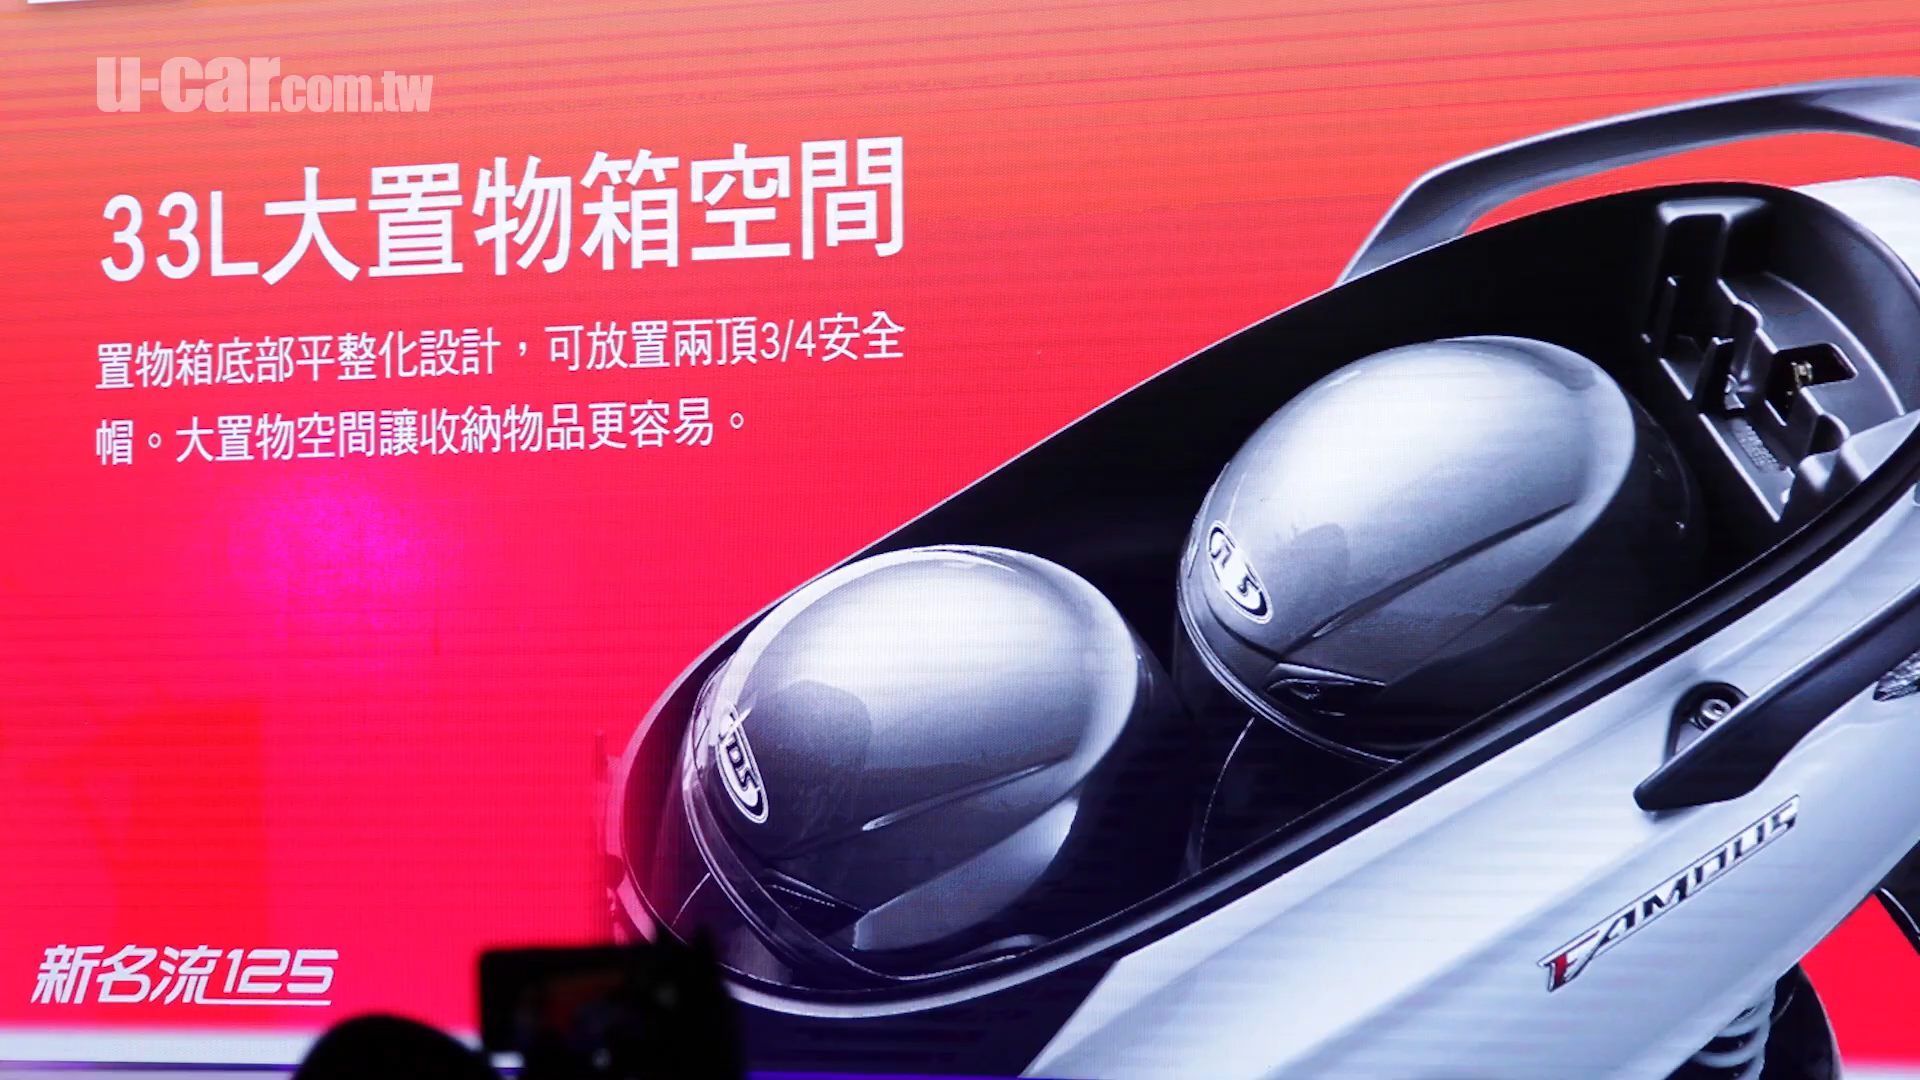 u-car.com.tw
33L大置物箱空間
置物箱底部平整化設計，可放置兩頂3/4安全
帽。大置物空間讓收納物品更容易。
FAMOUS
新名流125